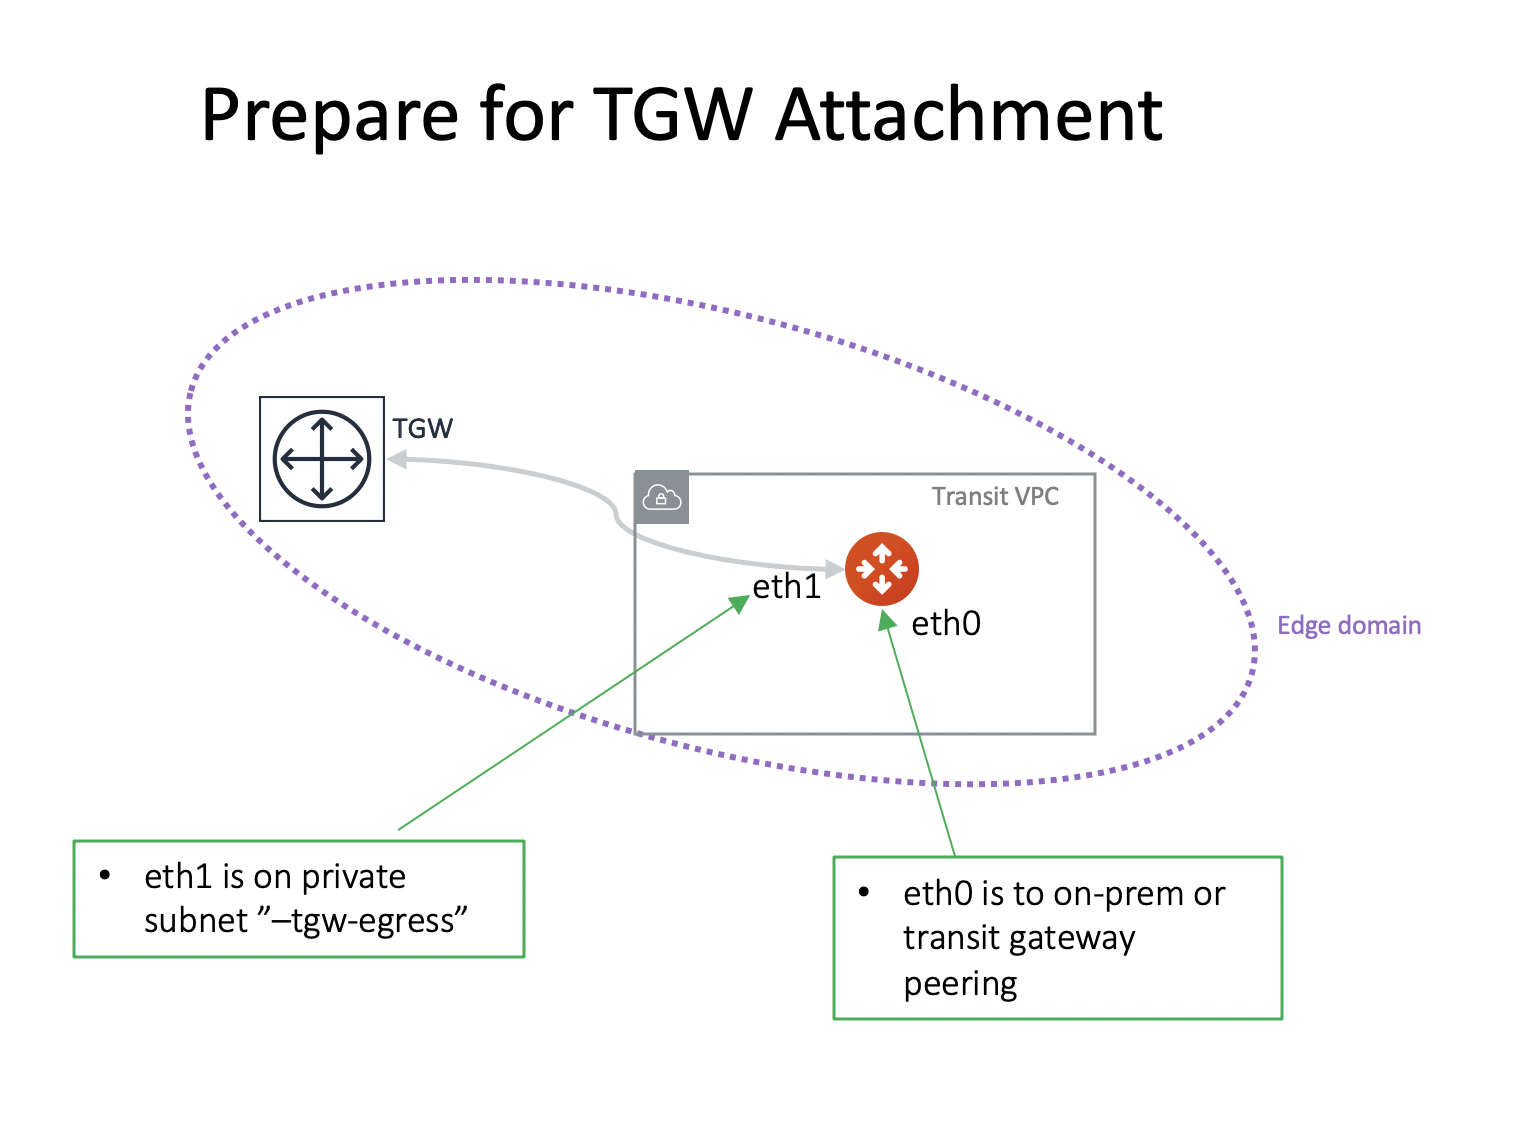 Prepare for TGW Attachment
TGW
Transit VPC
eth1
eth0
Edge domain
• eth1 is on private
subnet ”–tgw-egress”
• eth0 is to on-prem or
transit gateway
peering